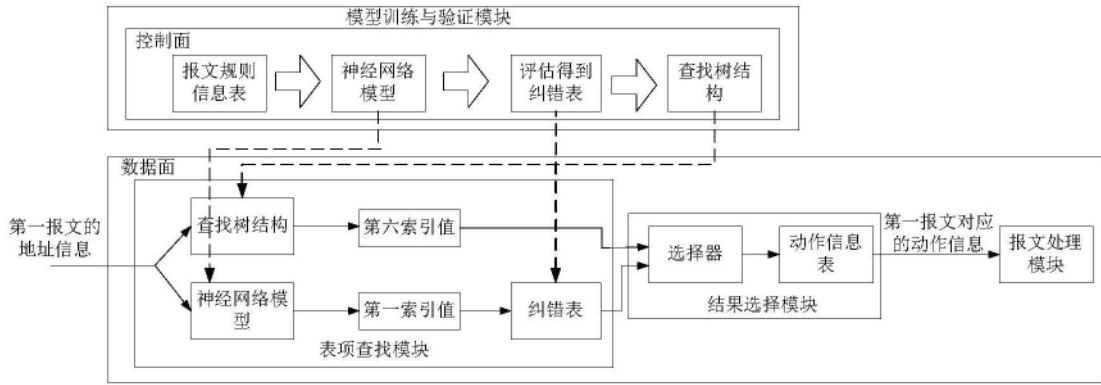 模型训练与验证模块
控制面
报文规则
信息表
神经网络
模型
评估得到
纠错表
查找树结
构
数据面
第一报文的
地址信息
查找树结构
第六索引值
神经网络模
型
第一索引值
纠错表
表项查找模块
选择器
动作信息
表
结果选择模块
第一报文对应
的动作信息
报文处理
模块